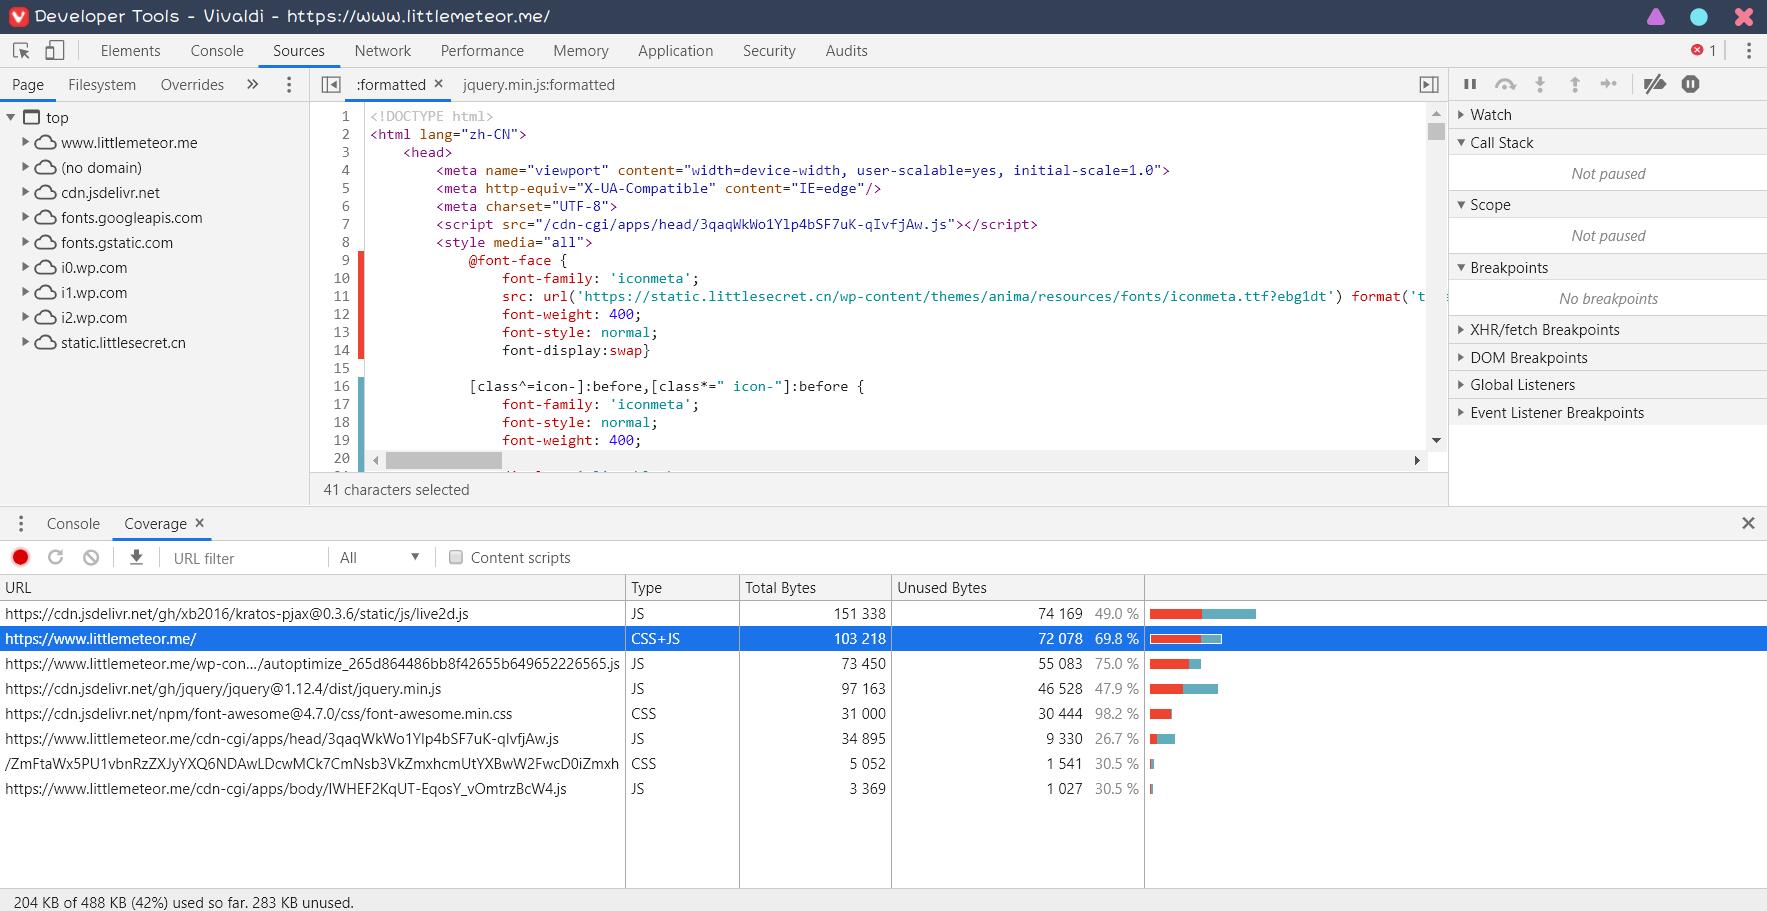 Developer Tools - Vivaldi - https://www.littlemeteor.me/
Elements Console Sources Network Performance Memory Application Security Audits 1
Page Filesystem Overrides » :formatted × jquery.min.js:formatted
top
www.littlemeteor.me
(no domain)
cdn.jsdelivr.net
fonts.googleapis.com
fonts.gstatic.com
i0.wp.com
i1.wp.com
i2.wp.com
static.littlesecret.cn
1 <!DOCTYPE html>
2 <html lang="zh-CN">
3 <head>
4 <meta name="viewport" content="width=device-width, user-scalable=yes, initial-scale=1.0">
5 <meta http-equiv="X-UA-Compatible" content="IE=edge"/>
6 <meta charset="UTF-8">
7 <script src="/cdn-cgi/apps/head/3qaqWkWo1Ylp4bSF7uK-qIvfjAw.js"></script>
8 <style media="all">
9 @font-face {
10 font-family: 'iconmeta';
11 src: url('https://static.littlesecret.cn/wp-content/themes/anima/resources/fonts/iconmeta.ttf?ebg1dt') format('t
12 font-weight: 400;
13 font-style: normal;
14 font-display:swap}
15
16 [class^=icon-]:before,[class*=" icon-"]:before {
17 font-family: 'iconmeta';
18 font-style: normal;
19 font-weight: 400;
20
41 characters selected
Watch
Call Stack
Not paused
Scope
Not paused
Breakpoints
No breakpoints
XHR/fetch Breakpoints
DOM Breakpoints
Global Listeners
Event Listener Breakpoints
Console Coverage ×
URL filter All Content scripts
URL Type Total Bytes Unused Bytes
https://cdn.jsdelivr.net/gh/xb2016/kratos-pjax@0.3.6/static/js/live2d.js JS 151 338 74 169 49.0 %
https://www.littlemeteor.me/ CSS+JS 103 218 72 078 69.8 %
https://www.littlemeteor.me/wp-con…/autoptimize_265d864486bb8f42655b649652226565.js JS 73 450 55 083 75.0 %
https://cdn.jsdelivr.net/gh/jquery/jquery@1.12.4/dist/jquery.min.js JS 97 163 46 528 47.9 %
https://cdn.jsdelivr.net/npm/font-awesome@4.7.0/css/font-awesome.min.css CSS 31 000 30 444 98.2 %
https://www.littlemeteor.me/cdn-cgi/apps/head/3qaqWkWo1Ylp4bSF7uK-qIvfjAw.js JS 34 895 9 330 26.7 %
/ZmFtaWx5PU1vbnRzZXJyYXQ6NDAwLDcwMCk7CmNsb3VkZmxhcmUtYXBwW2FwcD0iZmxh CSS 5 052 1 541 30.5 %
https://www.littlemeteor.me/cdn-cgi/apps/body/IWHEF2KqUT-EqosY_vOmtrzBcW4.js JS 3 369 1 027 30.5 %
204 KB of 488 KB (42%) used so far. 283 KB unused.